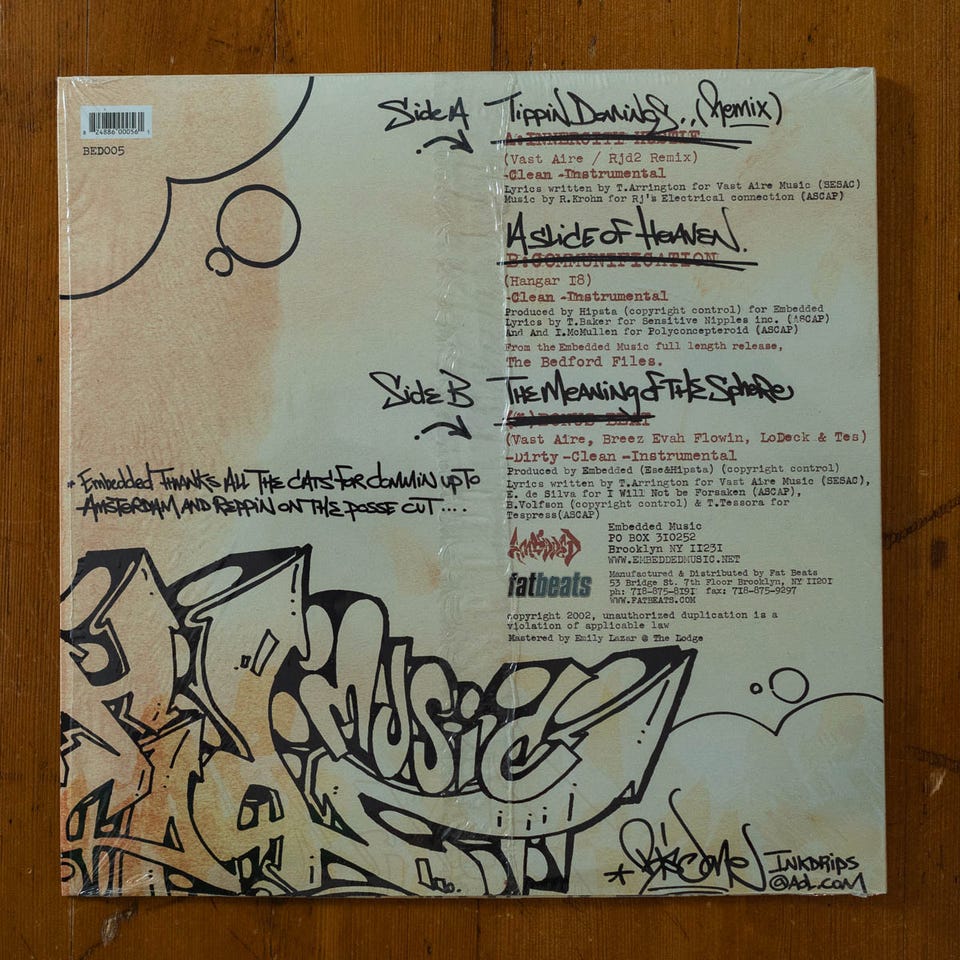 8 24886 00056 1
BED005
Side A Tippin Dominos.. (Remix)
A:INNERCITY HUSTLE
(Vast Aire / Rjd2 Remix)
-Clean -Instrumental
Lyrics written by T.Arrington for Vast Aire Music (SESAC)
Music by R.Krohn for Rj's Electrical connection (ASCAP)
A Slice of Heaven.
B:COMMUNIFICATION
(Hangar 18)
-Clean -Instrumental
Produced by Hipsta (copyright control) for Embedded
Lyrics by T.Baker for Sensitive Nipples inc. (ASCAP)
And And I.McMullen for Polyconcepteroid (ASCAP)
From the Embedded Music full length release,
The Bedford Files.
Side B The Meaning of the Sphere
BONUS BEAT
(Vast Aire, Breez Evah Flowin, LoDeck & Tes)
-Dirty -Clean -Instrumental
Produced by Embedded (Ese&Hipsta) (copyright control)
Lyrics written by T.Arrington for Vast Aire Music (SESAC),
E. de Silva for I Will Not be Forsaken (ASCAP),
B.Volfson (copyright control) & T.Tessora for
Tespress(ASCAP)
* Embedded thanks all the cats for commin up to
Amsterdam and reppin on the posse cut....
EMBEDDED
Embedded Music
PO BOX 310252
Brooklyn NY 11231
WWW.EMBEDDEDMUSIC.NET
fatbeats
Manufactured & Distributed by Fat Beats
53 Bridge St. 7th Floor Brooklyn, NY 11201
ph: 718-875-8191 fax: 718-875-9297
WWW.FATBEATS.COM
copyright 2002, unauthorized duplication is a
violation of applicable law
Mastered by Emily Lazar @ The Lodge
Music
INKDRIPS
@AOL.COM